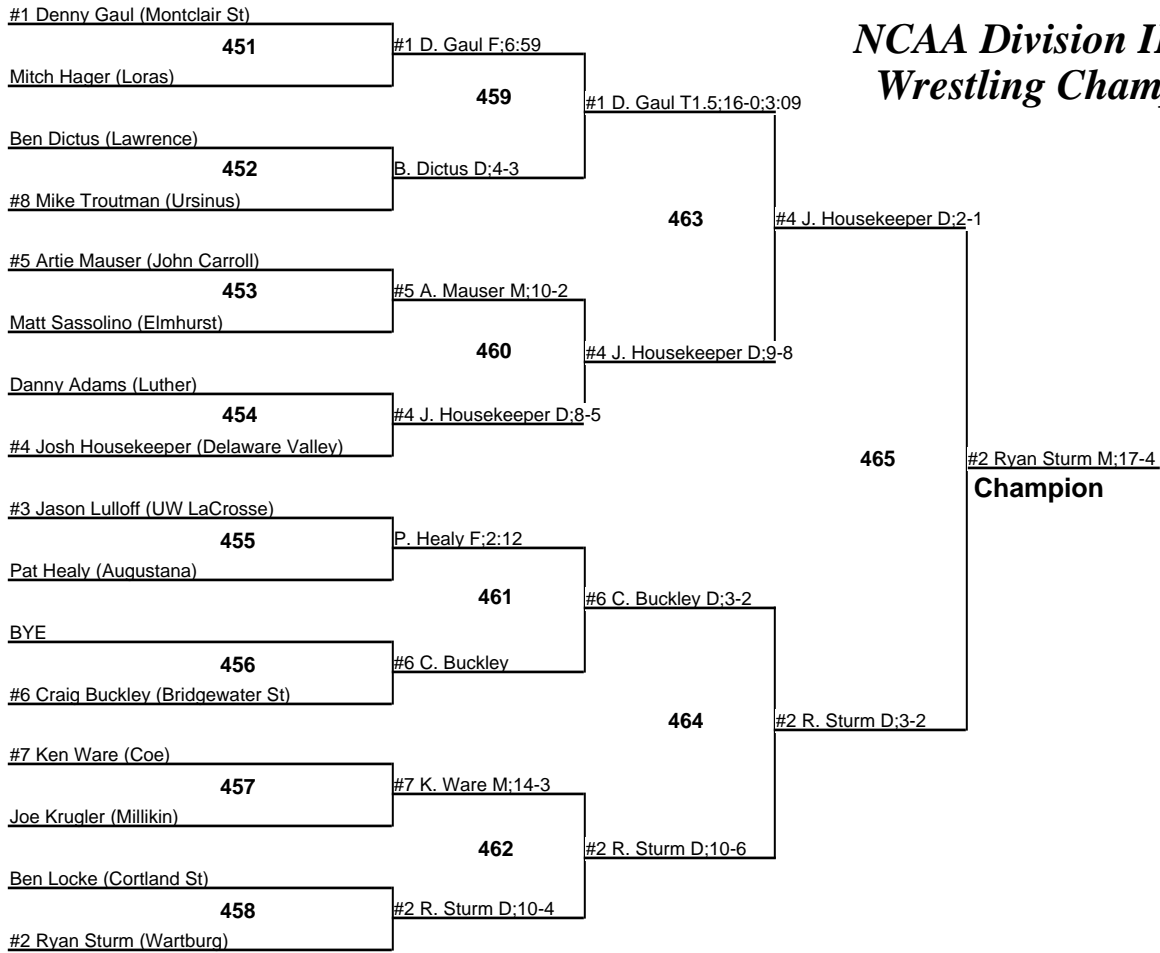 #1 Denny Gaul (Montclair St)
NCAA Division II
Wrestling Cham
451
#1 D. Gaul F;6:59
Mitch Hager (Loras)
459
#1 D. Gaul T1.5;16-0;3:09
Ben Dictus (Lawrence)
452
B. Dictus D;4-3
#8 Mike Troutman (Ursinus)
463
#4 J. Housekeeper D;2-1
#5 Artie Mauser (John Carroll)
453
#5 A. Mauser M;10-2
Matt Sassolino (Elmhurst)
460
#4 J. Housekeeper D;9-8
Danny Adams (Luther)
454
#4 J. Housekeeper D;8-5
#4 Josh Housekeeper (Delaware Valley)
465
#2 Ryan Sturm M;17-4
Champion
#3 Jason Lulloff (UW LaCrosse)
455
P. Healy F;2:12
Pat Healy (Augustana)
461
#6 C. Buckley D;3-2
BYE
456
#6 C. Buckley
#6 Craig Buckley (Bridgewater St)
464
#2 R. Sturm D;3-2
#7 Ken Ware (Coe)
457
#7 K. Ware M;14-3
Joe Krugler (Millikin)
462
#2 R. Sturm D;10-6
Ben Locke (Cortland St)
458
#2 R. Sturm D;10-4
#2 Ryan Sturm (Wartburg)